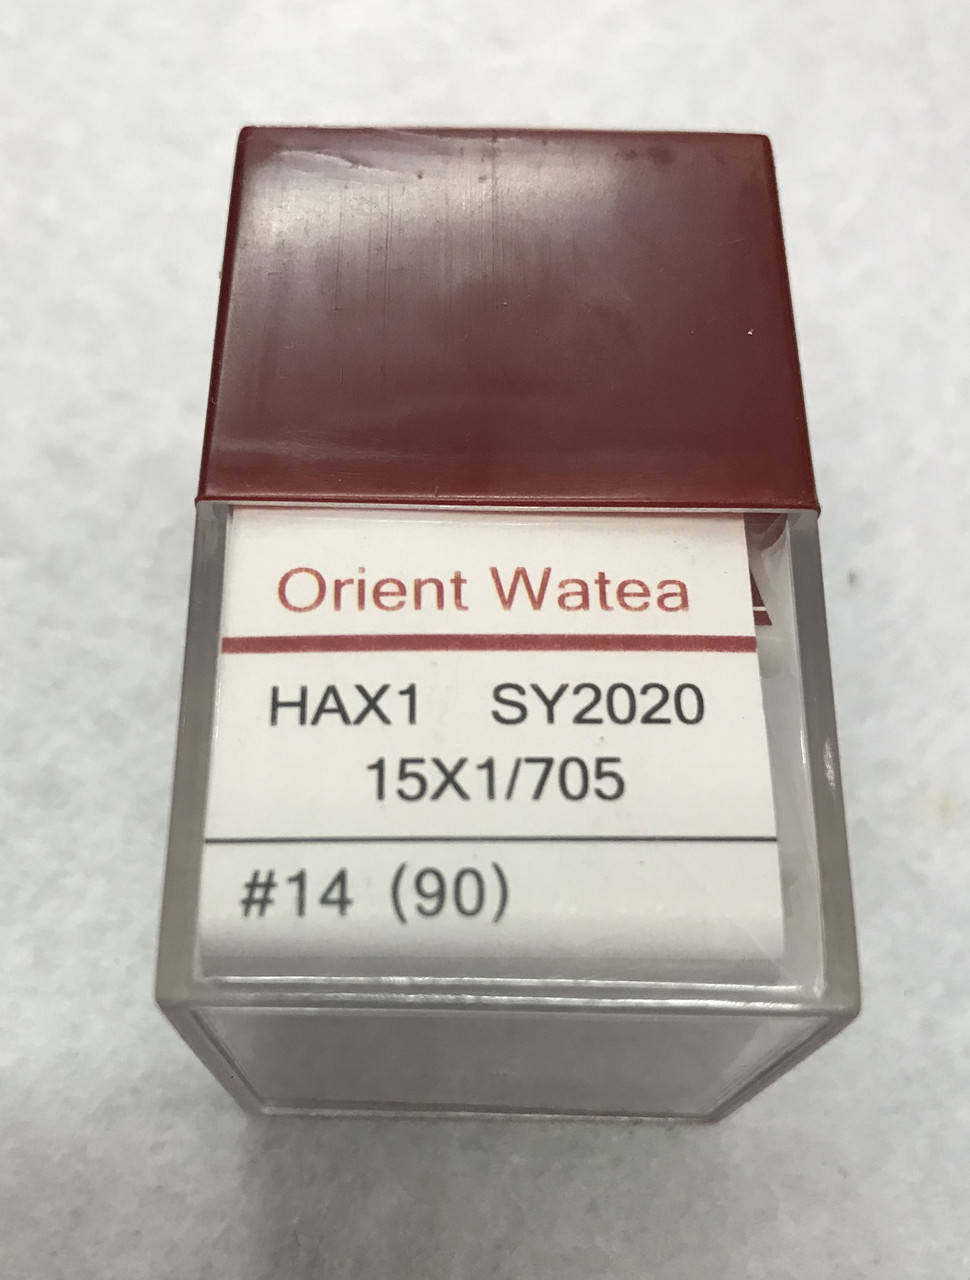 Orient Watea
HAX1 SY2020
15X1/705
#14 (90)